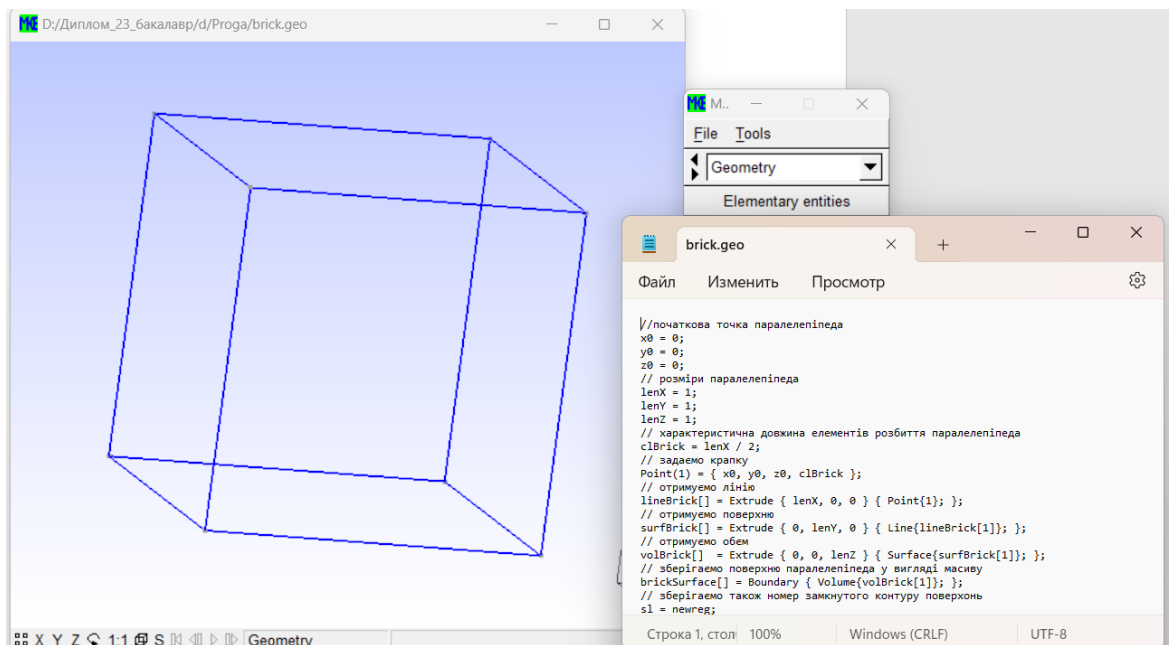 МКЕ D:/Диплом_23_бакалавр/d/Proga/brick.geo
МКЕ M..
File Tools
Geometry
Elementary entities
brick.geo
Файл Изменить Просмотр
//початкова точка паралелепіпеда
x0 = 0;
y0 = 0;
z0 = 0;
// розміри паралелепіпеда
lenX = 1;
lenY = 1;
lenZ = 1;
// характеристична довжина елементів розбиття паралелепіпеда
clBrick = lenX / 2;
// задаємо крапку
Point(1) = { x0, y0, z0, clBrick };
// отримуємо лінію
lineBrick[] = Extrude { lenX, 0, 0 } { Point{1}; };
// отримуємо поверхню
surfBrick[] = Extrude { 0, lenY, 0 } { Line{lineBrick[1]}; };
// отримуємо обем
volBrick[]  = Extrude { 0, 0, lenZ } { Surface{surfBrick[1]}; };
// зберігаємо поверхню паралелепіпеда у вигляді масиву
brickSurface[] = Boundary { Volume{volBrick[1]}; };
// зберігаємо також номер замкнутого контуру поверхонь
sl = newreg;
Строка 1, стол 100% Windows (CRLF) UTF-8
X Y Z 1:1 S Geometry